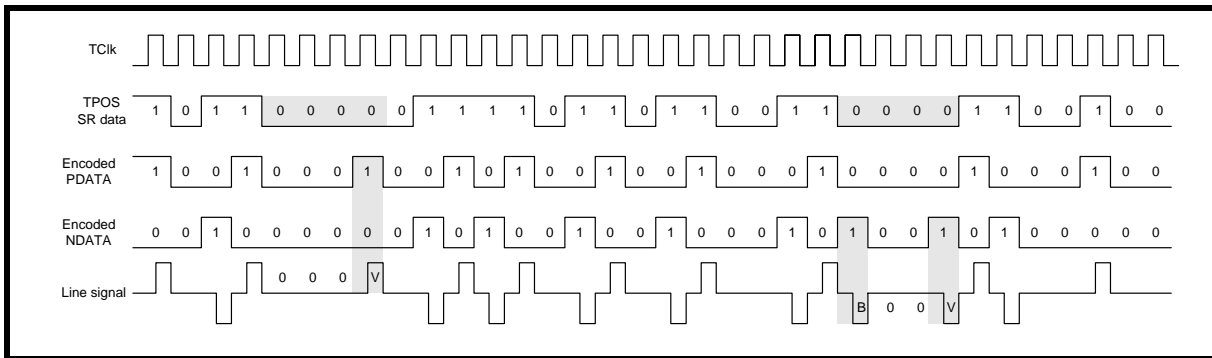 TClk
TPOS
SR data
1 0 1 1 0 0 0 0 0 1 1 1 1 0 1 1 0 1 1 0 0 1 1 0 0 0 0 1 1 0 0 1 0 0
Encoded
PDATA
1 0 0 1 0 0 0 1 0 0 1 0 1 0 0 1 0 0 1 0 0 0 1 0 0 0 0 1 0 0 0 1 0 0
Encoded
NDATA
0 0 1 0 0 0 0 0 0 1 0 1 0 0 1 0 0 1 0 0 0 1 0 1 0 0 1 0 1 0 0 0 0 0
Line signal
0 0 0 V
B 0 0 V